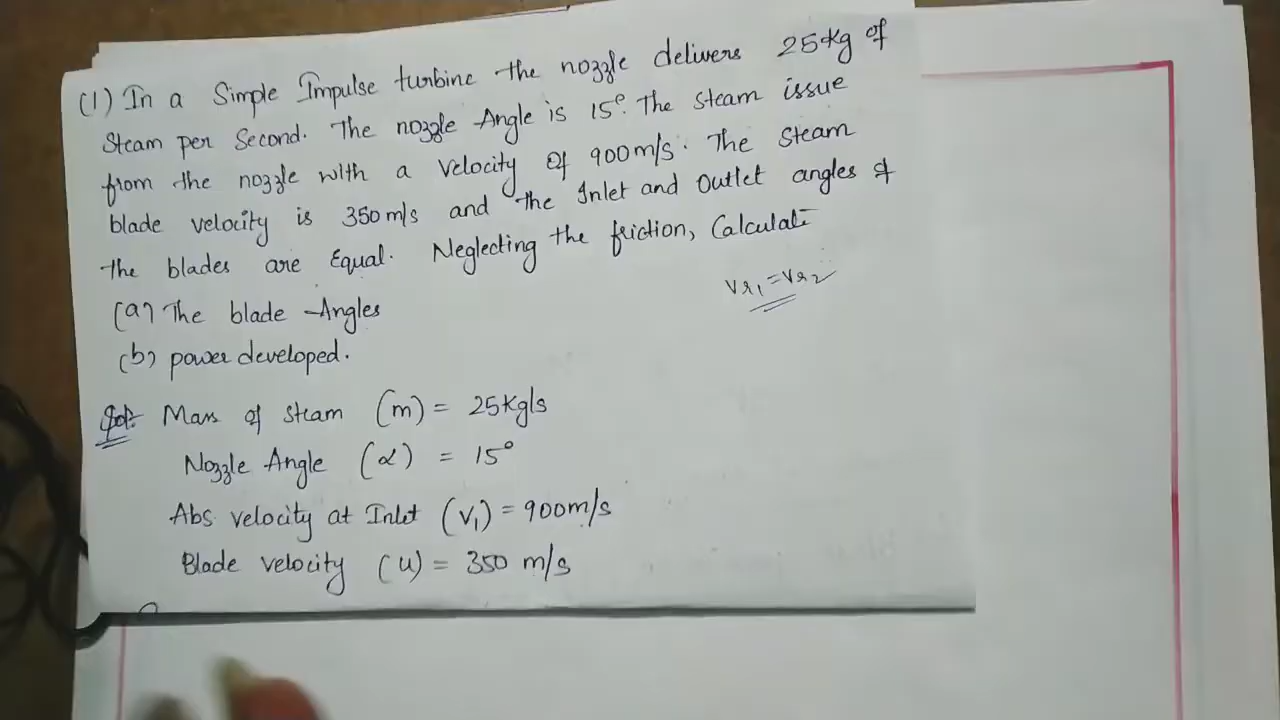 (1) In a Simple Impulse turbine the nozzle delivers 25kg of
Steam per Second. The nozzle Angle is 15°. The Steam issue
from the nozzle with a velocity of 900m/s. The Steam
blade velocity is 350m/s and the Inlet and Outlet angles of
the blades are Equal. Neglecting the friction, Calculate
Vr1 = Vr2
(a) The blade Angles
(b) power developed.
Sol: Mass of steam (m) = 25kg/s
Nozzle Angle (α) = 15°
Abs velocity at Inlet (V1) = 900m/s
Blade velocity (u) = 350 m/s